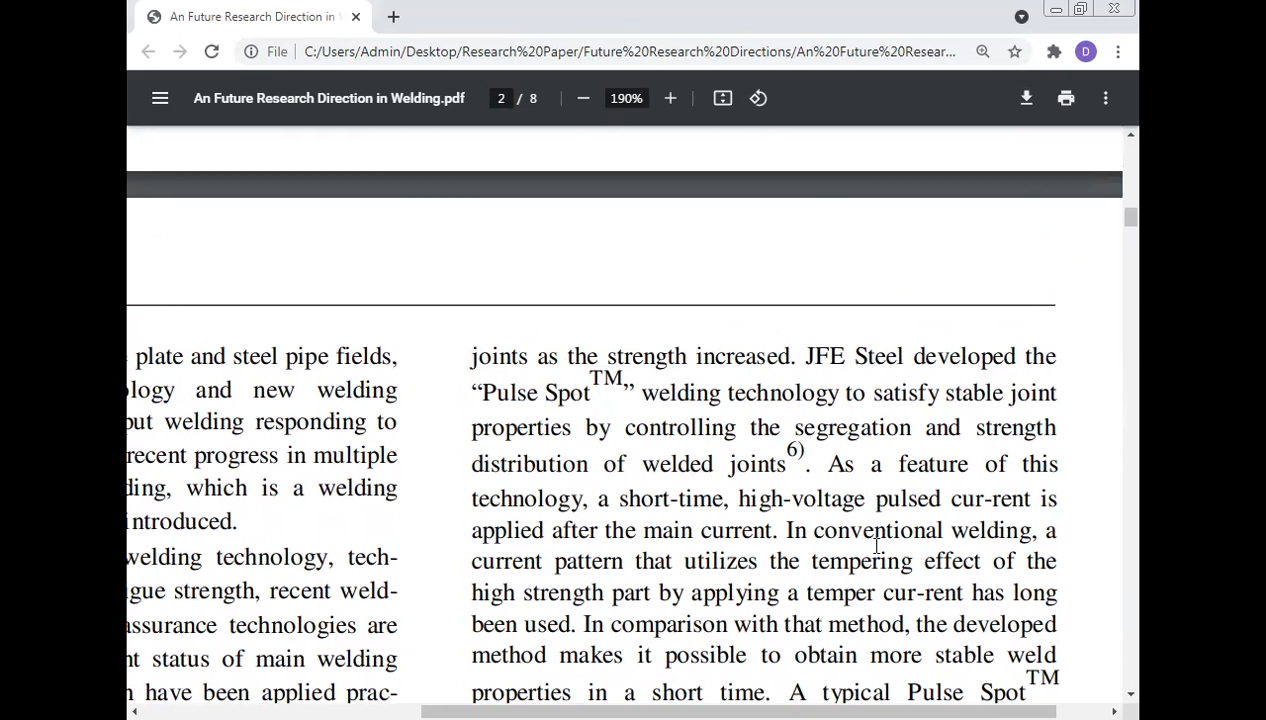 An Future Research Direction in
File C:/Users/Admin/Desktop/Research%20Paper/Future%20Research%20Directions/An%20Future%20Resear...
D
An Future Research Direction in Welding.pdf 2 / 8 190%
plate and steel pipe fields,
ology and new welding
put welding responding to
recent progress in multiple
ding, which is a welding
introduced.
welding technology, tech-
gue strength, recent weld-
assurance technologies are
nt status of main welding
n have been applied prac-
joints as the strength increased. JFE Steel developed the
“Pulse Spot™” welding technology to satisfy stable joint
properties by controlling the segregation and strength
distribution of welded joints6). As a feature of this
technology, a short-time, high-voltage pulsed cur-rent is
applied after the main current. In conventional welding, a
current pattern that utilizes the tempering effect of the
high strength part by applying a temper cur-rent has long
been used. In comparison with that method, the developed
method makes it possible to obtain more stable weld
properties in a short time. A typical Pulse Spot™